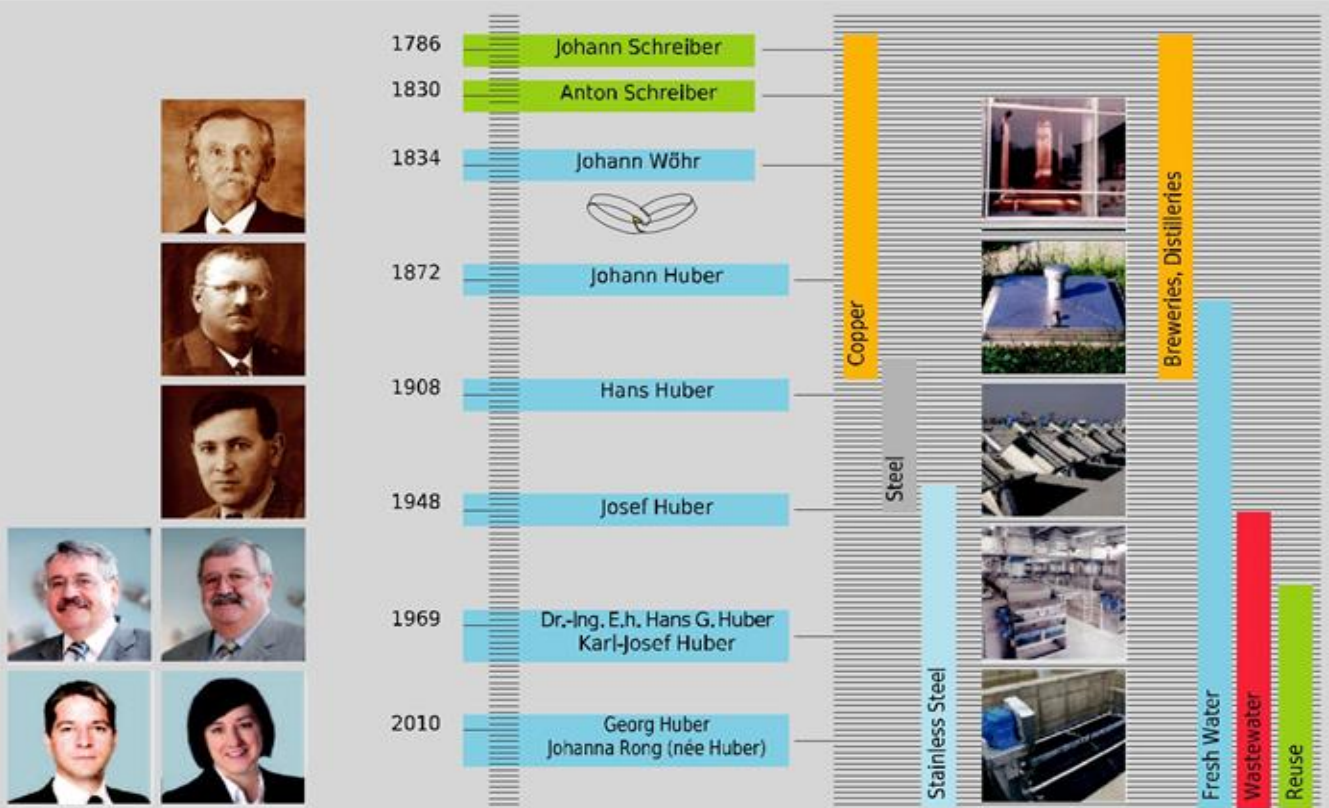 1786
Johann Schreiber
1830
Anton Schreiber
1834
Johann Wöhr
1872
Johann Huber
1908
Hans Huber
1948
Josef Huber
1969
Dr.-Ing. E.h. Hans G. Huber
Karl-Josef Huber
2010
Georg Huber
Johanna Rong (née Huber)
Copper
Steel
Stainless Steel
Breweries, Distilleries
Fresh Water
Wastewater
Reuse